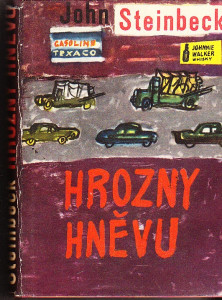 John Steinbeck
GASOLINE
TEXACO
JOHNNIE
WALKER
WHISKY
HROZNY
HNĚVU
Steinbeck HROZNY HNĚVU